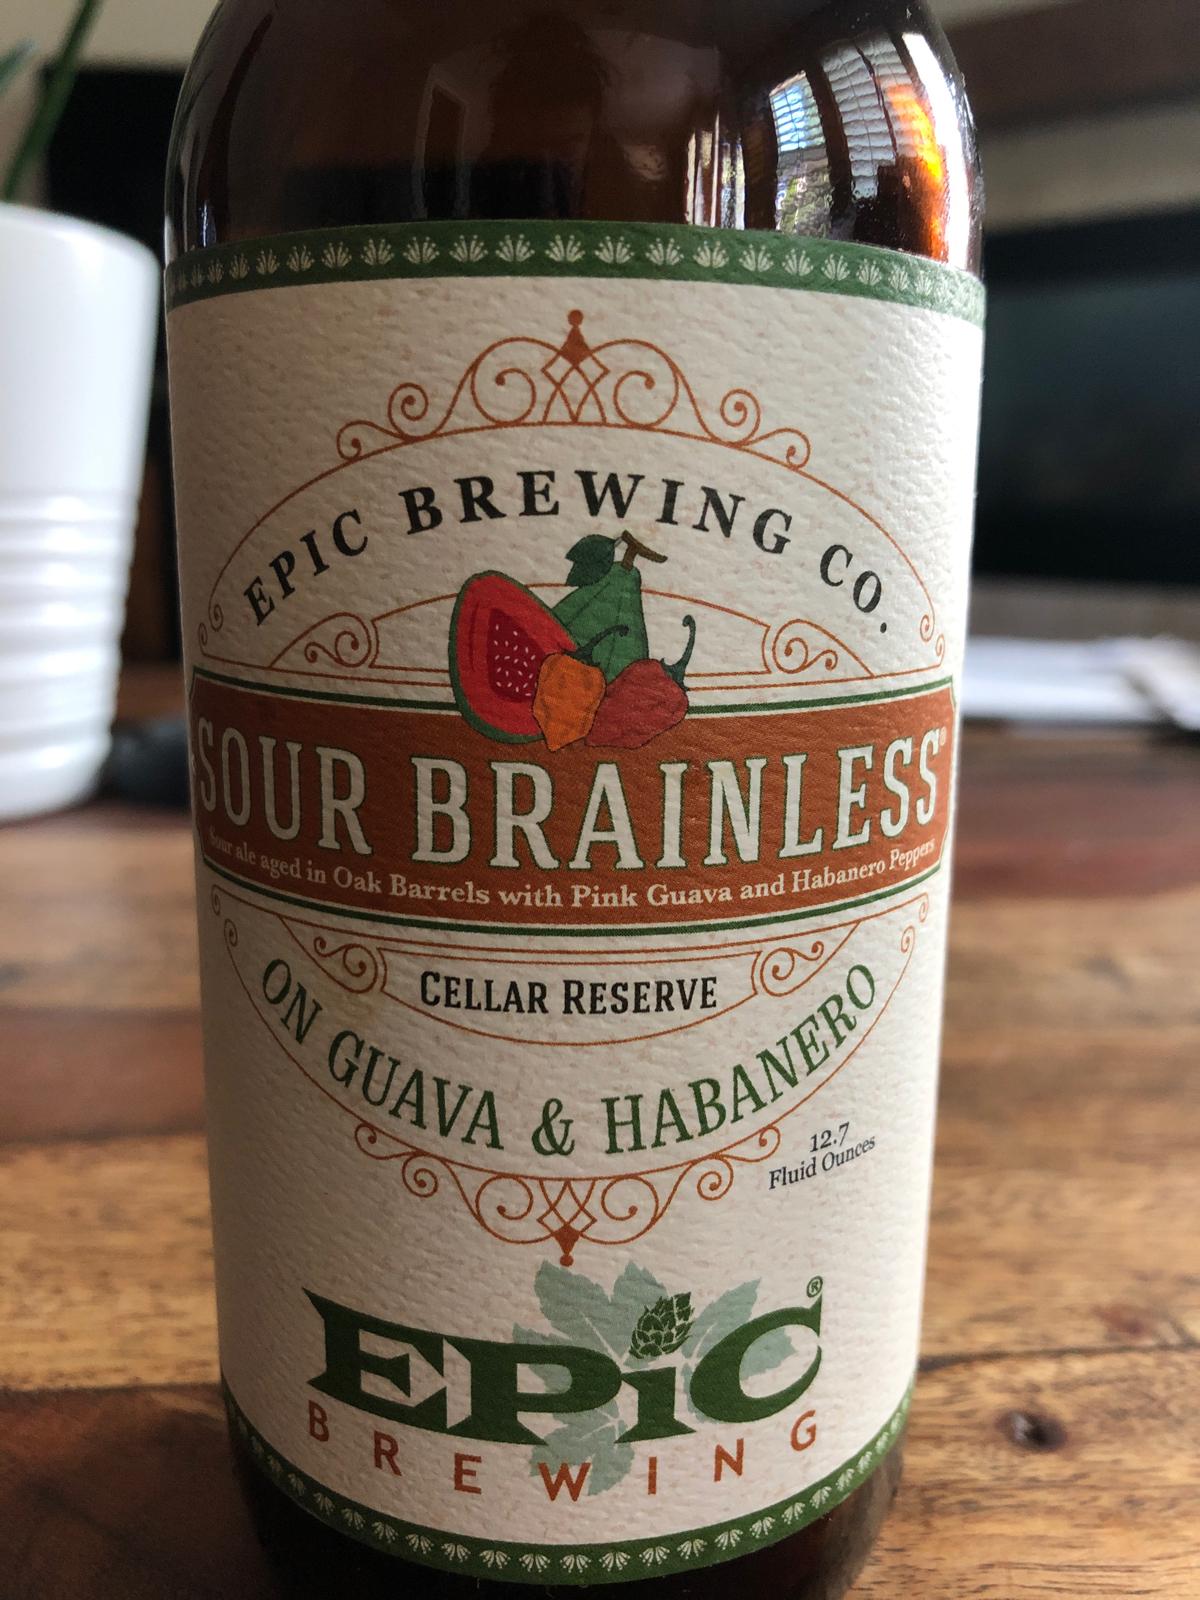 EPIC BREWING CO.
SOUR BRAINLESS®
Sour ale aged in Oak Barrels with Pink Guava and Habanero Peppers
CELLAR RESERVE
ON GUAVA & HABANERO
12.7
Fluid Ounces
EPiC®
BREWING